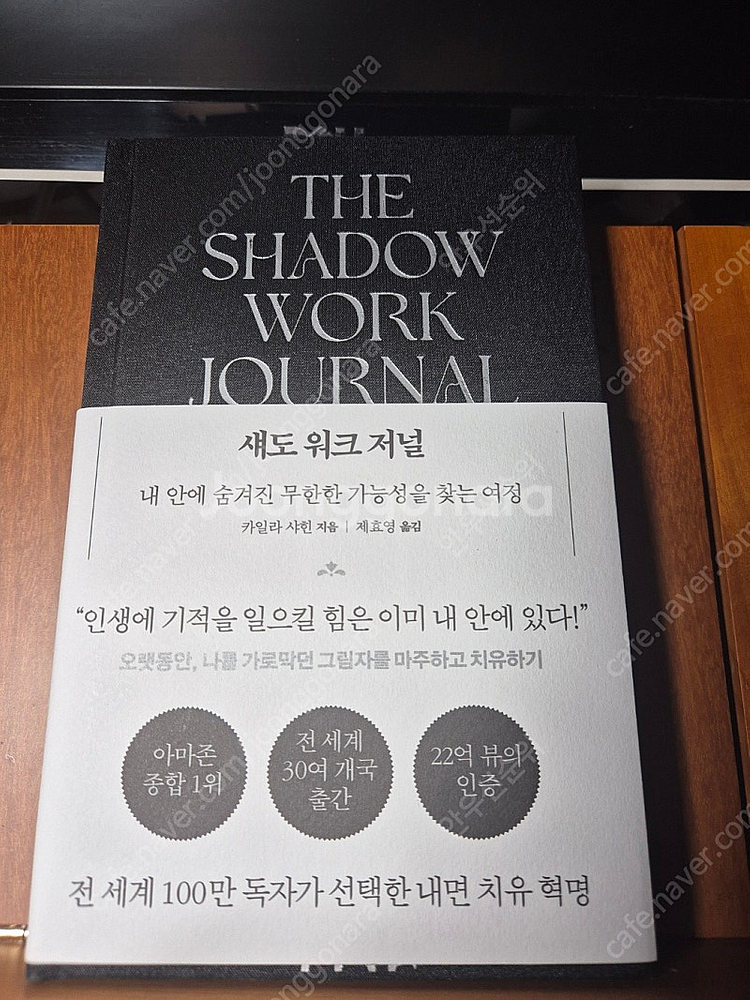 THE
SHADOW
WORK
JOURNAL
섀도 워크 저널
내 안에 숨겨진 무한한 가능성을 찾는 여정
카일라 샤힌 지음 | 제효영 옮김
“인생에 기적을 일으킬 힘은 이미 내 안에 있다!”
오랫동안, 나를 가로막던 그림자를 마주하고 치유하기
아마존
종합 1위
전 세계
30여 개국
출간
22억 뷰의
인증
전 세계 100만 독자가 선택한 내면 치유 혁명
Joonggonara
cafe.naver.com/joonggonara